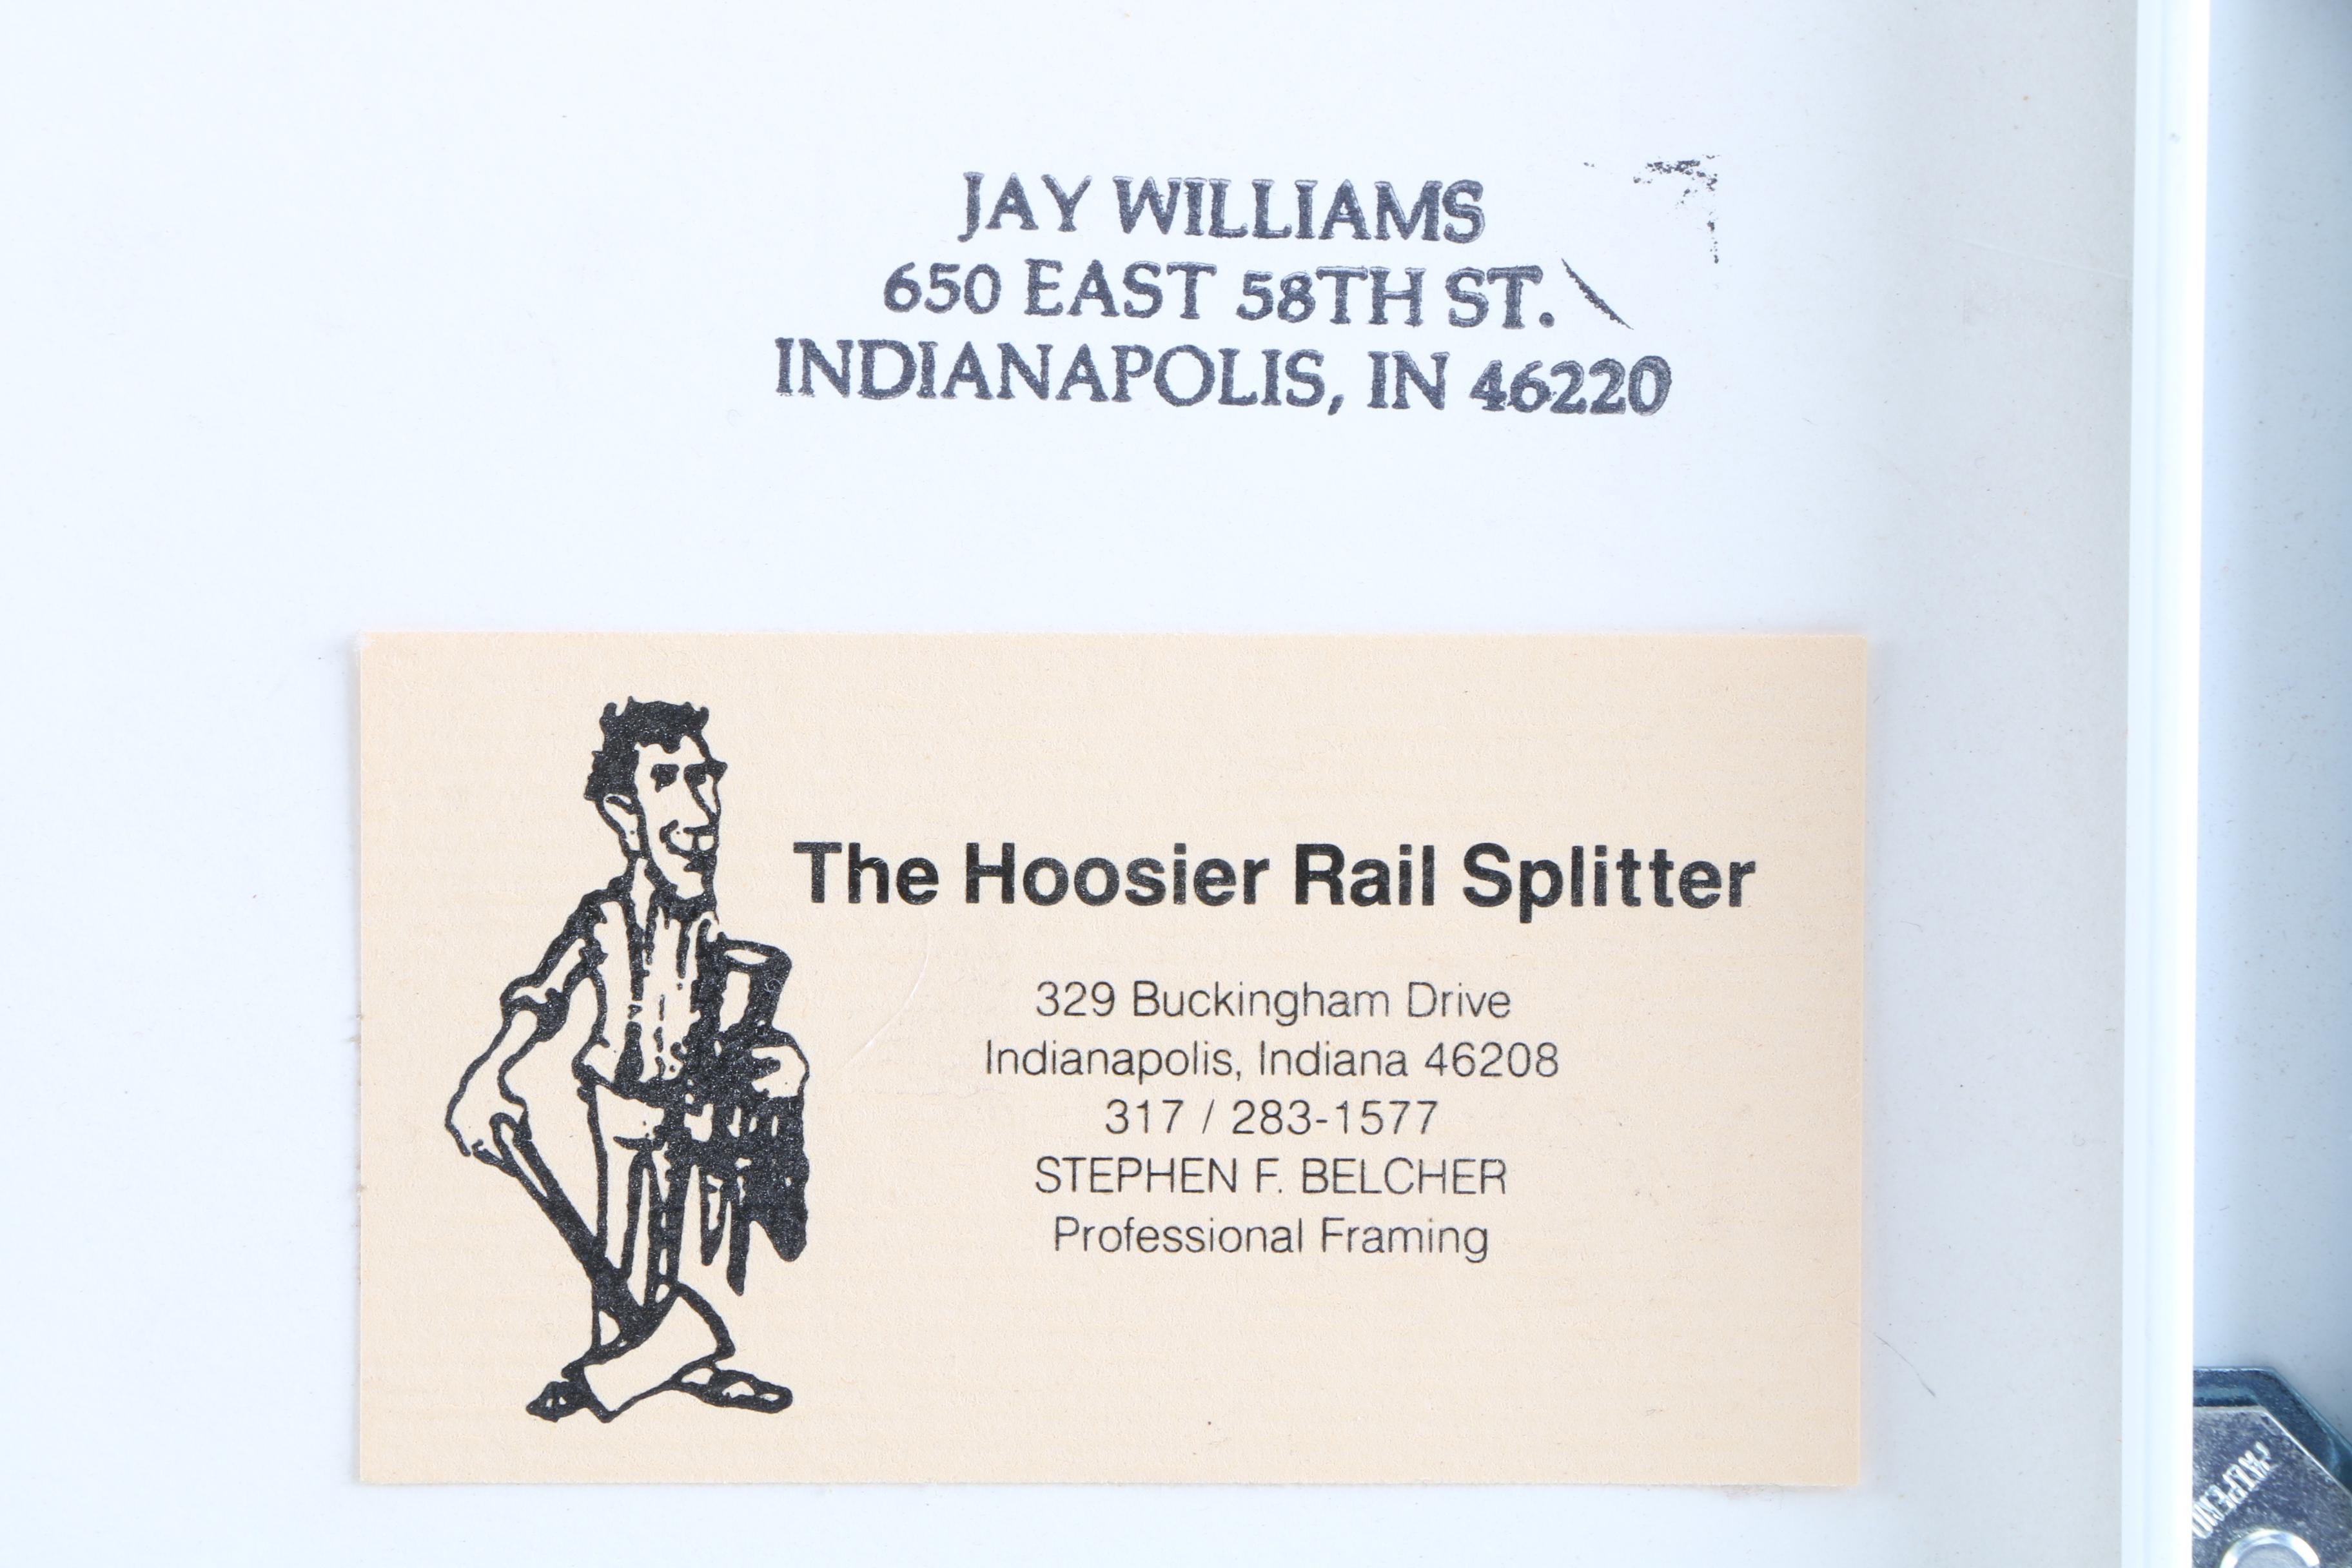 JAY WILLIAMS
650 EAST 58TH ST.
INDIANAPOLIS, IN 46220
The Hoosier Rail Splitter
329 Buckingham Drive
Indianapolis, Indiana 46208
317 / 283-1577
STEPHEN F. BELCHER
Professional Framing